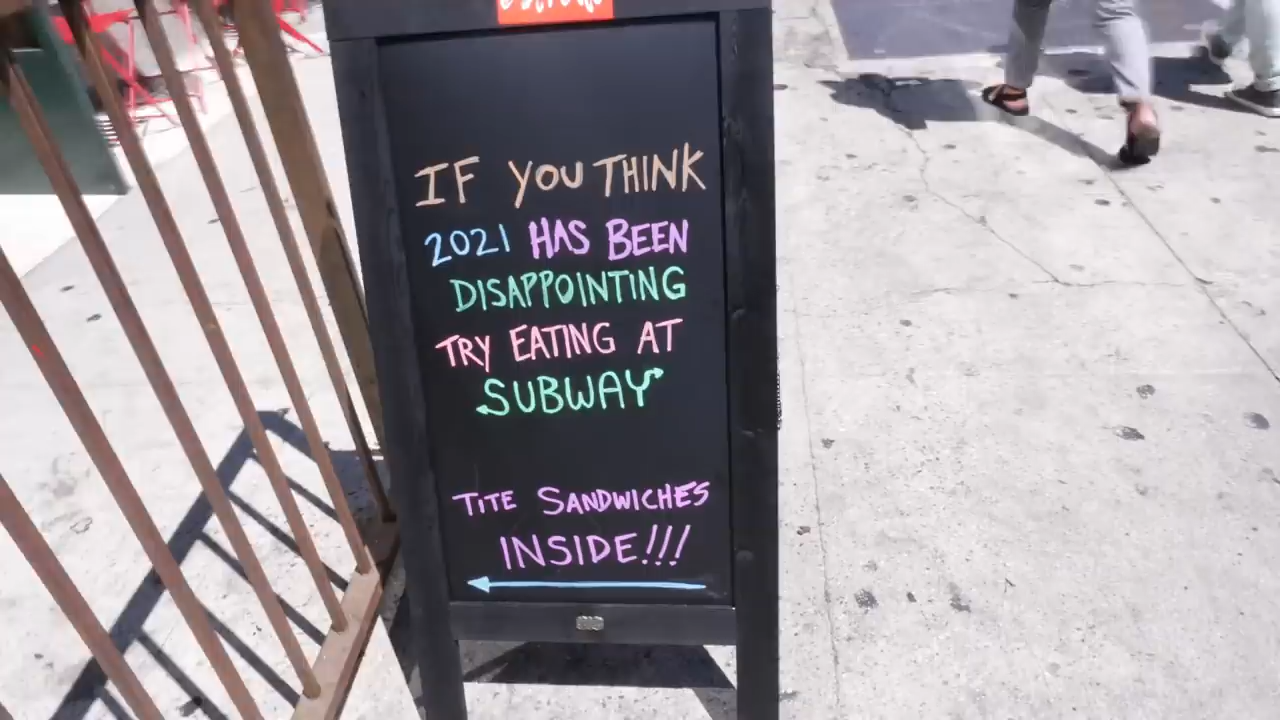 IF YOU THINK
2021 HAS BEEN
DISAPPOINTING
TRY EATING AT
SUBWAY
TITE SANDWICHES
INSIDE!!!